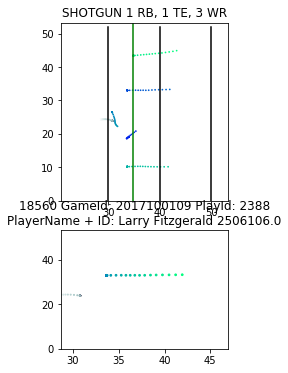 SHOTGUN 1 RB, 1 TE, 3 WR
50
40
30
20
10
0
30 40 50
18560 GameId: 2017100109 PlayId: 2388
PlayerName + ID: Larry Fitzgerald 2506106.0
40
20
0
30 35 40 45